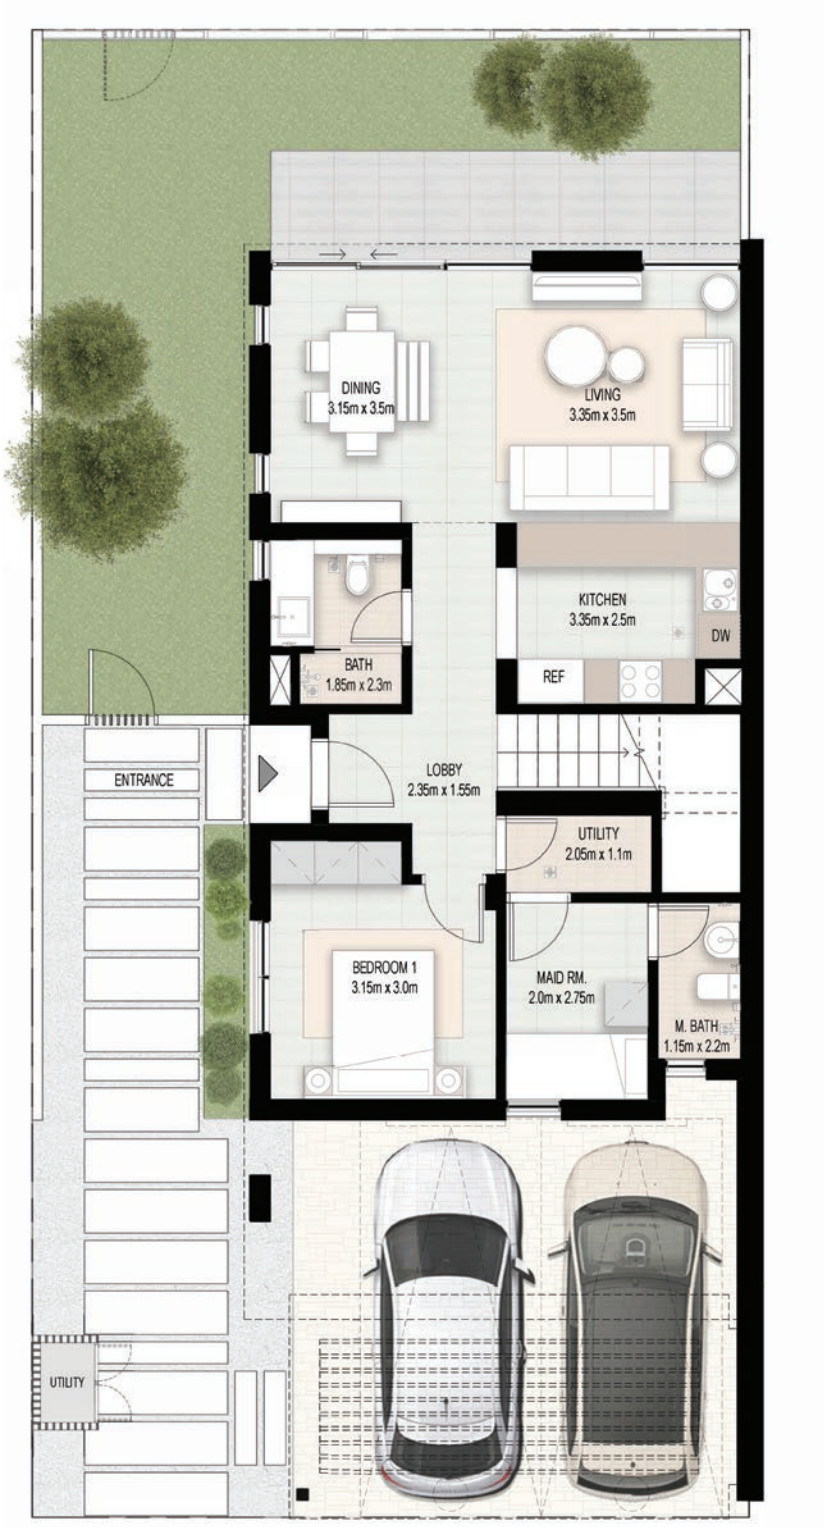 DINING
3.15m x 3.5m
LIVING
3.35m x 3.5m
KITCHEN
3.35m x 2.5m
DW
REF
BATH
1.85m x 2.3m
ENTRANCE
LOBBY
2.35m x 1.55m
UTILITY
2.05m x 1.1m
BEDROOM 1
3.15m x 3.0m
MAID RM.
2.0m x 2.75m
M. BATH
1.15m x 2.2m
UTILITY